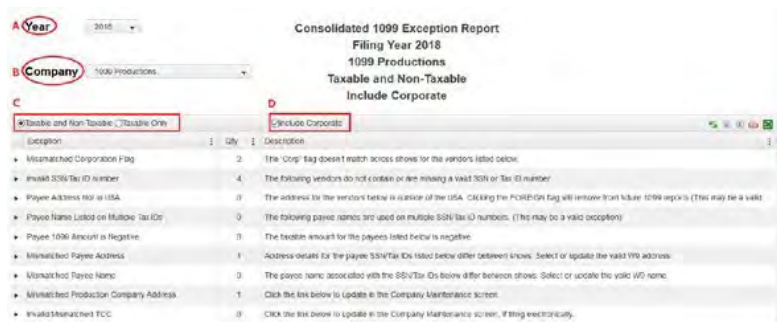 A Year 2018
Consolidated 1099 Exception Report
Filing Year 2018
B Company 1099 Productions
1099 Productions
Taxable and Non-Taxable
Include Corporate
C D
Taxable and Non-Taxable Taxable Only Include Corporate
Exception Qty Description
Mismatched Corporation Flag 2 The 'Corp' flag doesn't match across shows for the vendors listed below.
Invalid SSN/Tax ID number 4 The following vendors do not contain or are missing a valid SSN or Tax ID number
Payee Address Not in USA 0 The address for the vendors below is outside of the USA. Clicking the FOREIGN flag will remove from future 1099 reports (This may be a valid
Payee Name Listed on Multiple Tax IDs 0 The following payee names are used on multiple SSN/Tax ID numbers. (This may be a valid exception)
Payee 1099 Amount is Negative 0 The taxable amount for the payees listed below is negative
Mismatched Payee Address 1 Address details for the payee SSN/Tax IDs listed below differ between shows. Select or update the valid W9 address
Mismatched Payee Name 0 The payee name associated with the SSN/Tax IDs below differ between shows. Select or update the valid W9 name
Mismatched Production Company Address 1 Click the link below to update in the Company Maintenance screen.
Invalid/Mismatched TCC 0 Click the link below to update in the Company Maintenance screen, if filing electronically.